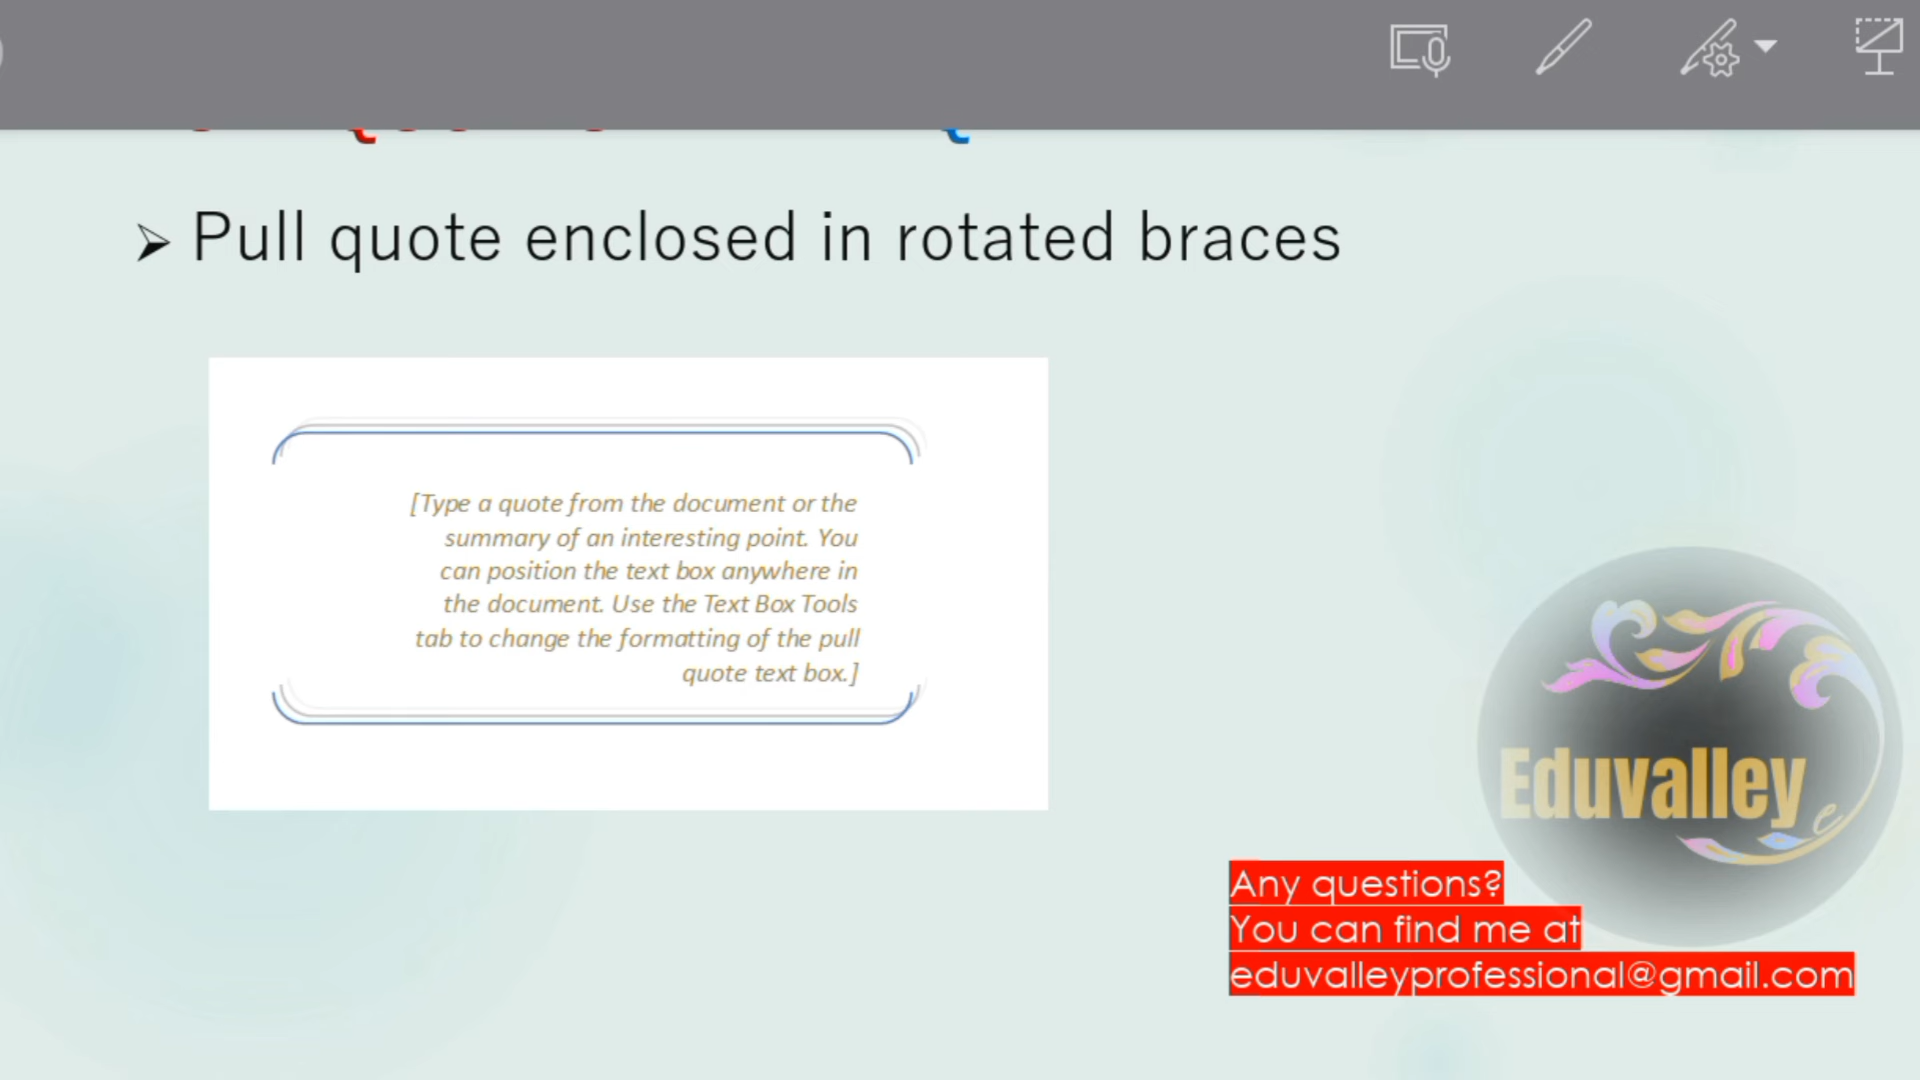 Pull quote enclosed in rotated braces
[Type a quote from the document or the
summary of an interesting point. You
can position the text box anywhere in
the document. Use the Text Box Tools
tab to change the formatting of the pull
quote text box.]
Eduvalley
e
Any questions?
You can find me at
eduvalleyprofessional@gmail.com